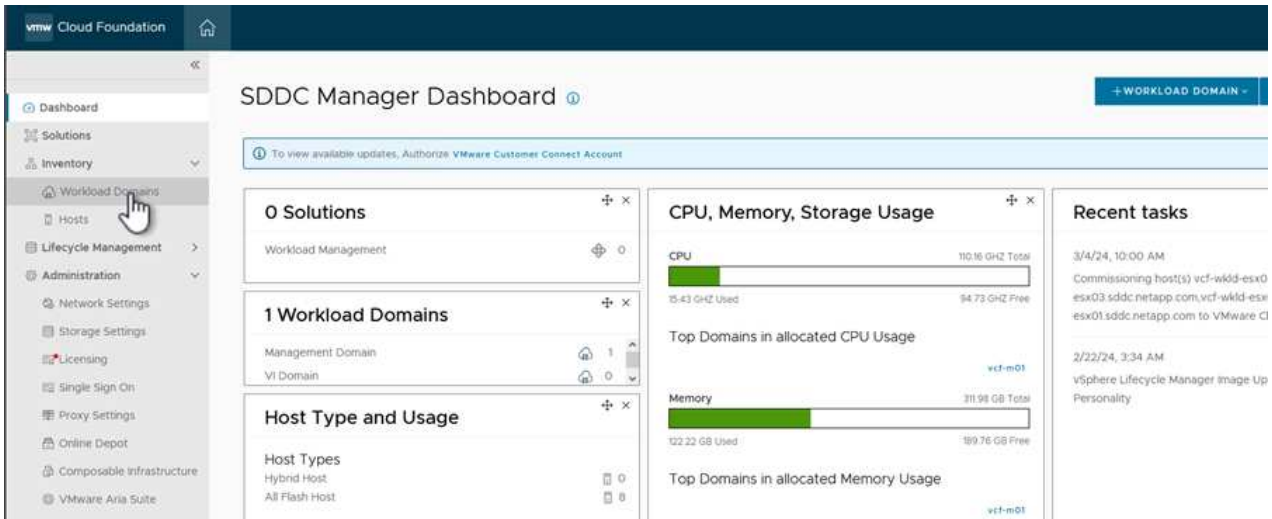 vmw Cloud Foundation
Dashboard
Solutions
Inventory
Workload Domains
Hosts
Lifecycle Management
Administration
Network Settings
Storage Settings
Licensing
Single Sign On
Proxy Settings
Online Depot
Composable Infrastructure
VMware Aria Suite
SDDC Manager Dashboard
+ WORKLOAD DOMAIN
To view available updates, Authorize VMware Customer Connect Account
0 Solutions
Workload Management 0
1 Workload Domains
Management Domain 1
VI Domain 0
Host Type and Usage
Host Types
Hybrid Host 0
All Flash Host 8
CPU, Memory, Storage Usage
CPU 110.16 GHZ Total
15.43 GHZ Used 94.73 GHZ Free
Top Domains in allocated CPU Usage
vcf-m01
Memory 311.98 GB Total
122.22 GB Used 189.76 GB Free
Top Domains in allocated Memory Usage
vcf-m01
Recent tasks
3/4/24, 10:00 AM
Commissioning host(s) vcf-wkld-esx0
esx03.sddc.netapp.com,vcf-wkld-esx
esx01.sddc.netapp.com to VMware Cl
2/22/24, 3:34 AM
vSphere Lifecycle Manager Image Up
Personality